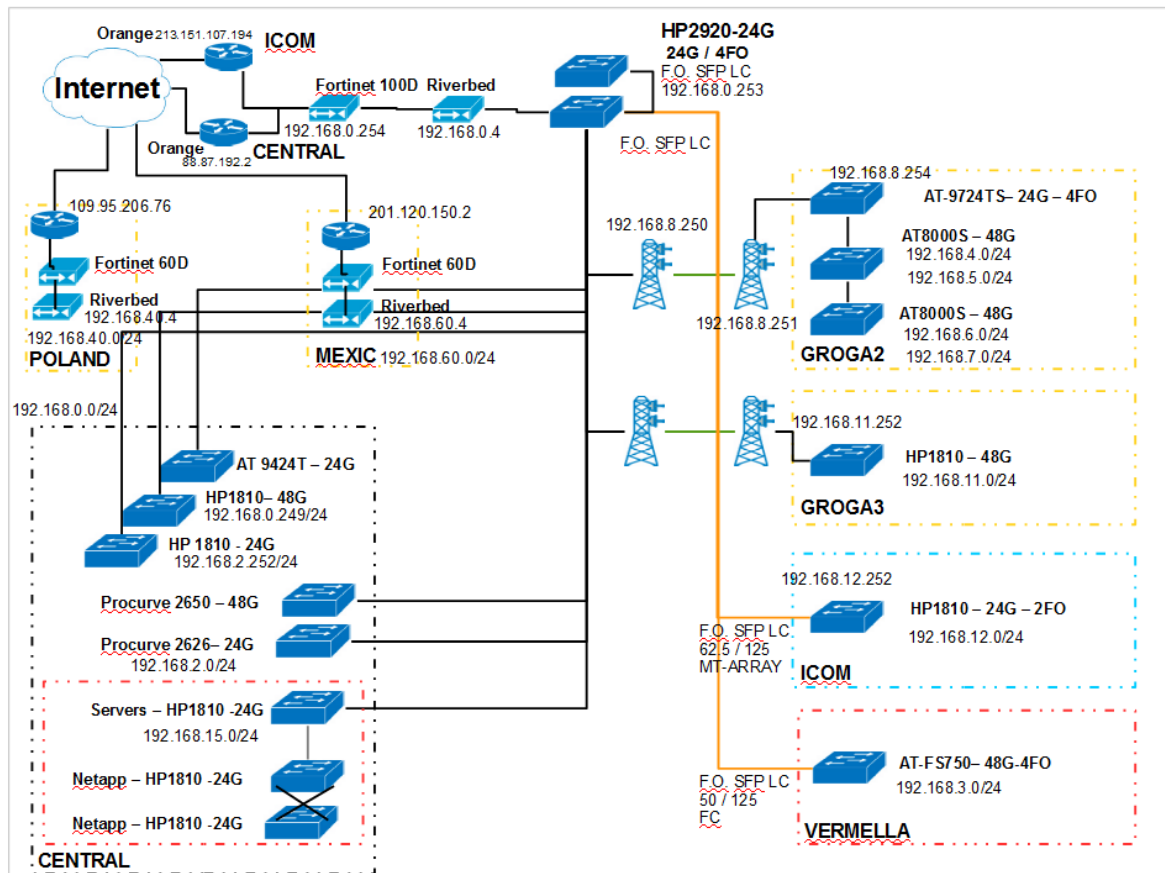 Orange 213.151.107.194
ICOM
Internet
Fortinet 100D
Riverbed
192.168.0.254
192.168.0.4
Orange
88.87.192.2
CENTRAL
HP2920-24G
24G / 4FO
F.O. SFP LC
192.168.0.253
F.O. SFP LC
109.95.206.76
Fortinet 60D
Riverbed
192.168.40.4
192.168.40.0/24
POLAND
201.120.150.2
Fortinet 60D
Riverbed
192.168.60.4
MEXIC
192.168.60.0/24
192.168.8.250
192.168.8.251
192.168.8.254
AT-9724TS– 24G – 4FO
AT8000S – 48G
192.168.4.0/24
192.168.5.0/24
AT8000S – 48G
192.168.6.0/24
192.168.7.0/24
GROGA2
192.168.11.252
HP1810 – 48G
192.168.11.0/24
GROGA3
192.168.12.252
HP1810 – 24G – 2FO
192.168.12.0/24
ICOM
F.O. SFP LC
62.5 / 125
MT-ARRAY
AT-FS750– 48G-4FO
192.168.3.0/24
VERMELLA
F.O. SFP LC
50 / 125
FC
192.168.0.0/24
AT 9424T – 24G
HP1810– 48G
192.168.0.249/24
HP 1810 - 24G
192.168.2.252/24
Procurve 2650 – 48G
Procurve 2626– 24G
192.168.2.0/24
Servers – HP1810 -24G
192.168.15.0/24
Netapp – HP1810 -24G
Netapp – HP1810 -24G
CENTRAL